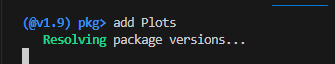 (@v1.9) pkg> add Plots
Resolving package versions...